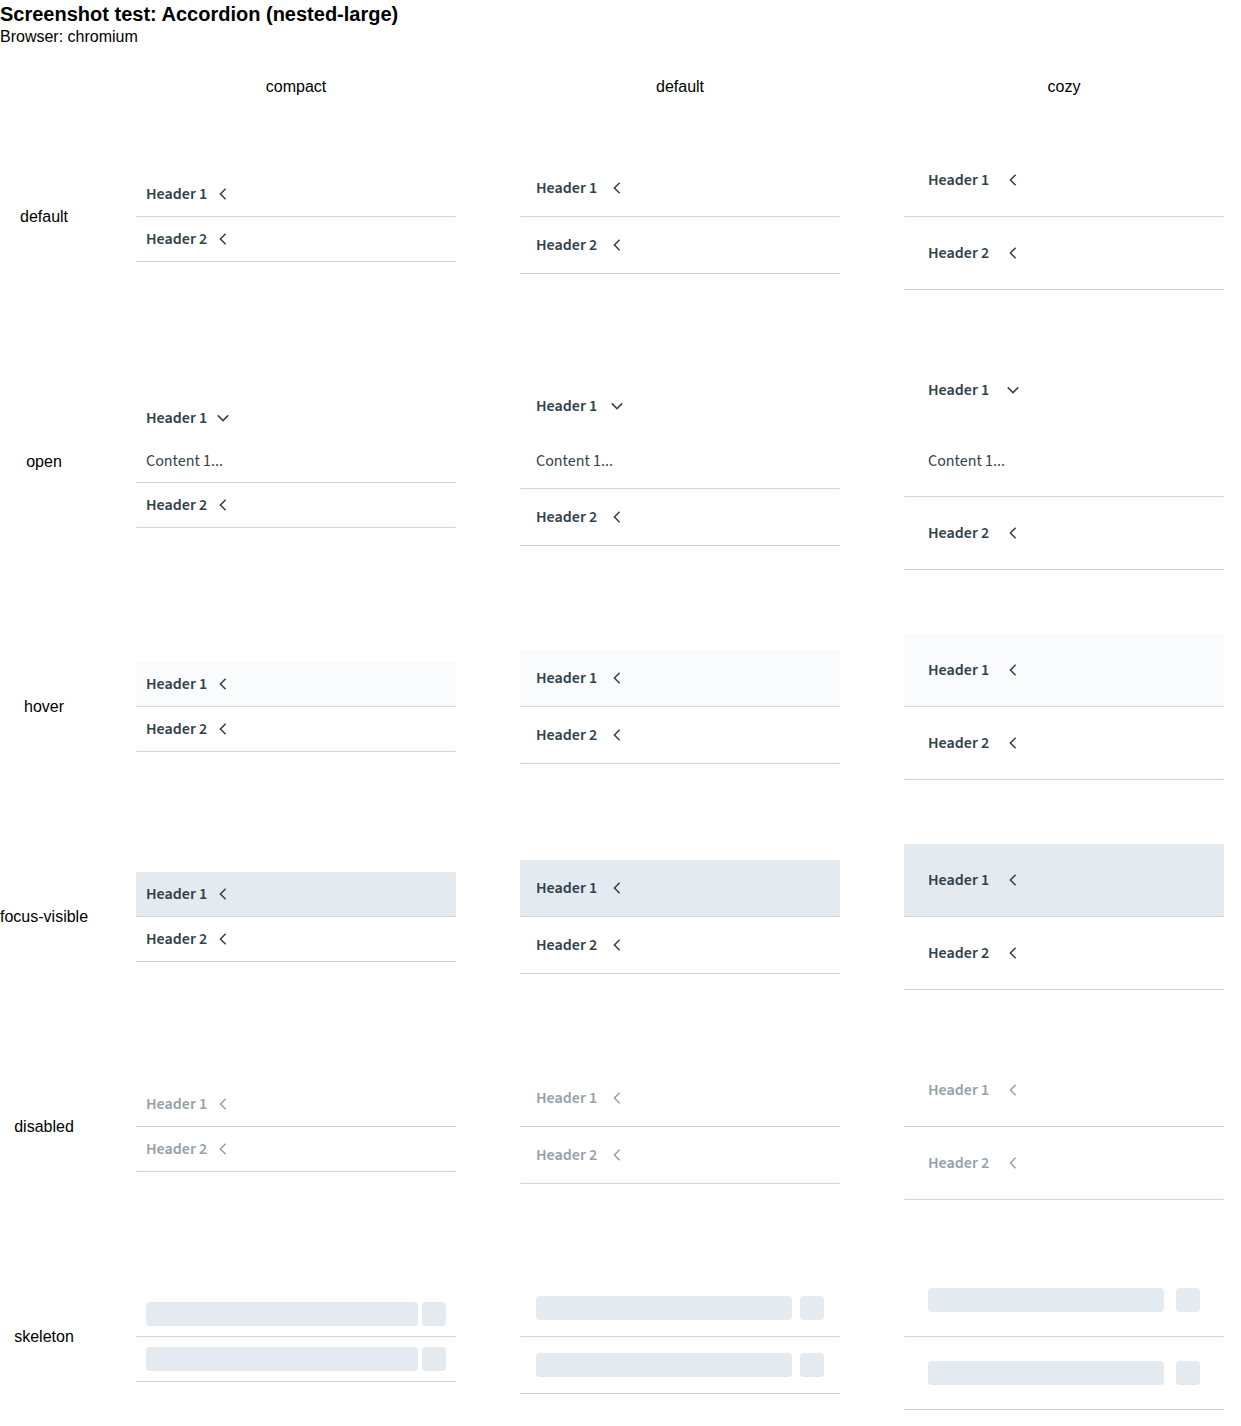 Screenshot test: Accordion (nested-large)
Browser: chromium
compact default cozy
default
Header 1 Header 1 Header 1
Header 2 Header 2 Header 2
open
Header 1 Header 1 Header 1
Content 1... Content 1... Content 1...
Header 2 Header 2 Header 2
hover
Header 1 Header 1 Header 1
Header 2 Header 2 Header 2
focus-visible
Header 1 Header 1 Header 1
Header 2 Header 2 Header 2
disabled
Header 1 Header 1 Header 1
Header 2 Header 2 Header 2
skeleton